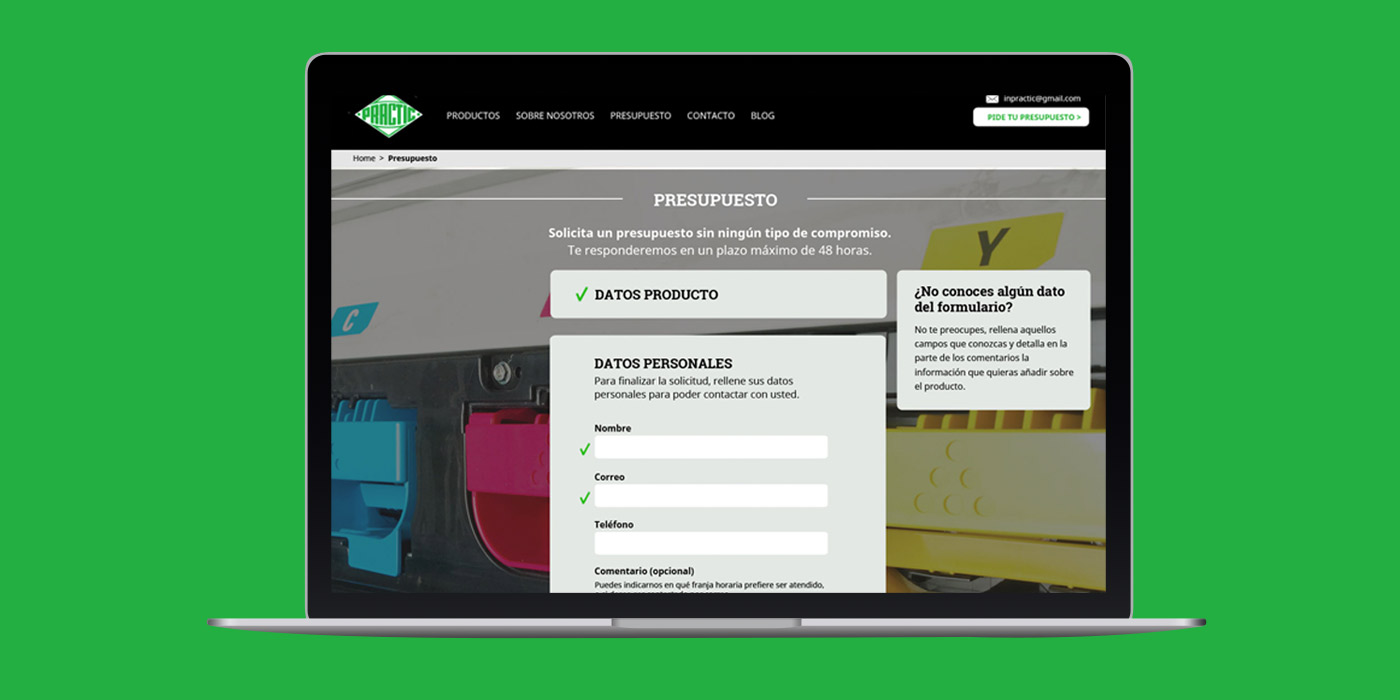 PRACTIC
PRODUCTOS SOBRE NOSOTROS PRESUPUESTO CONTACTO BLOG
inpractic@gmail.com
PIDE TU PRESUPUESTO >
Home > Presupuesto
PRESUPUESTO
Solicita un presupuesto sin ningún tipo de compromiso.
Te responderemos en un plazo máximo de 48 horas.
Y
C
DATOS PRODUCTO
¿No conoces algún dato
del formulario?
No te preocupes, rellena aquellos
campos que conozcas y detalla en la
parte de los comentarios la
información que quieras añadir sobre
el producto.
DATOS PERSONALES
Para finalizar la solicitud, rellene sus datos
personales para poder contactar con usted.
Nombre
Correo
Teléfono
Comentario (opcional)
Puedes indicarnos en qué franja horaria prefiere ser atendido,